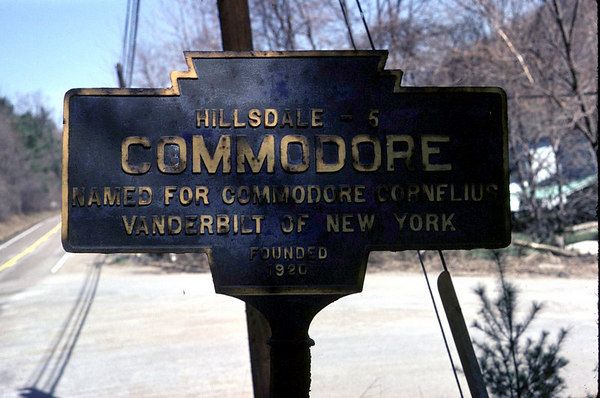 HILLSDALE - 5
COMMODORE
NAMED FOR COMMODORE CORNELIUS
VANDERBILT OF NEW YORK
FOUNDED
1920